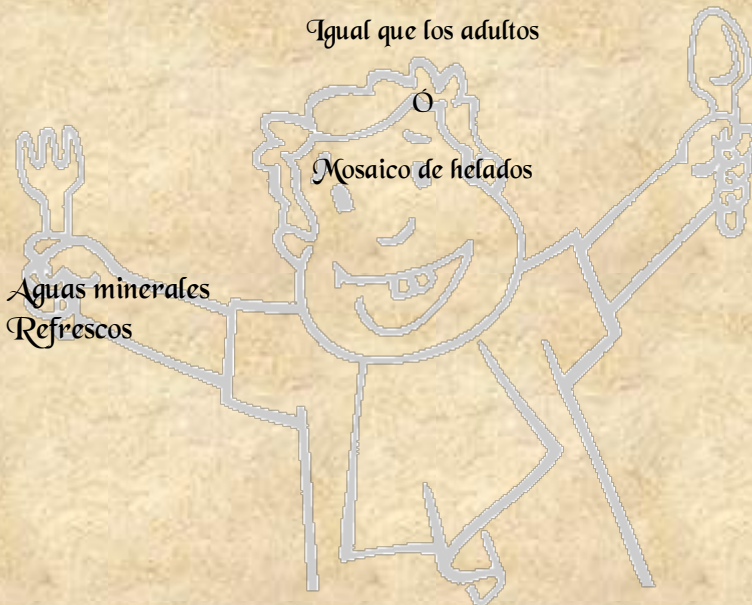 Igual que los adultos
Ó
Mosaico de helados
Aguas minerales
Refrescos